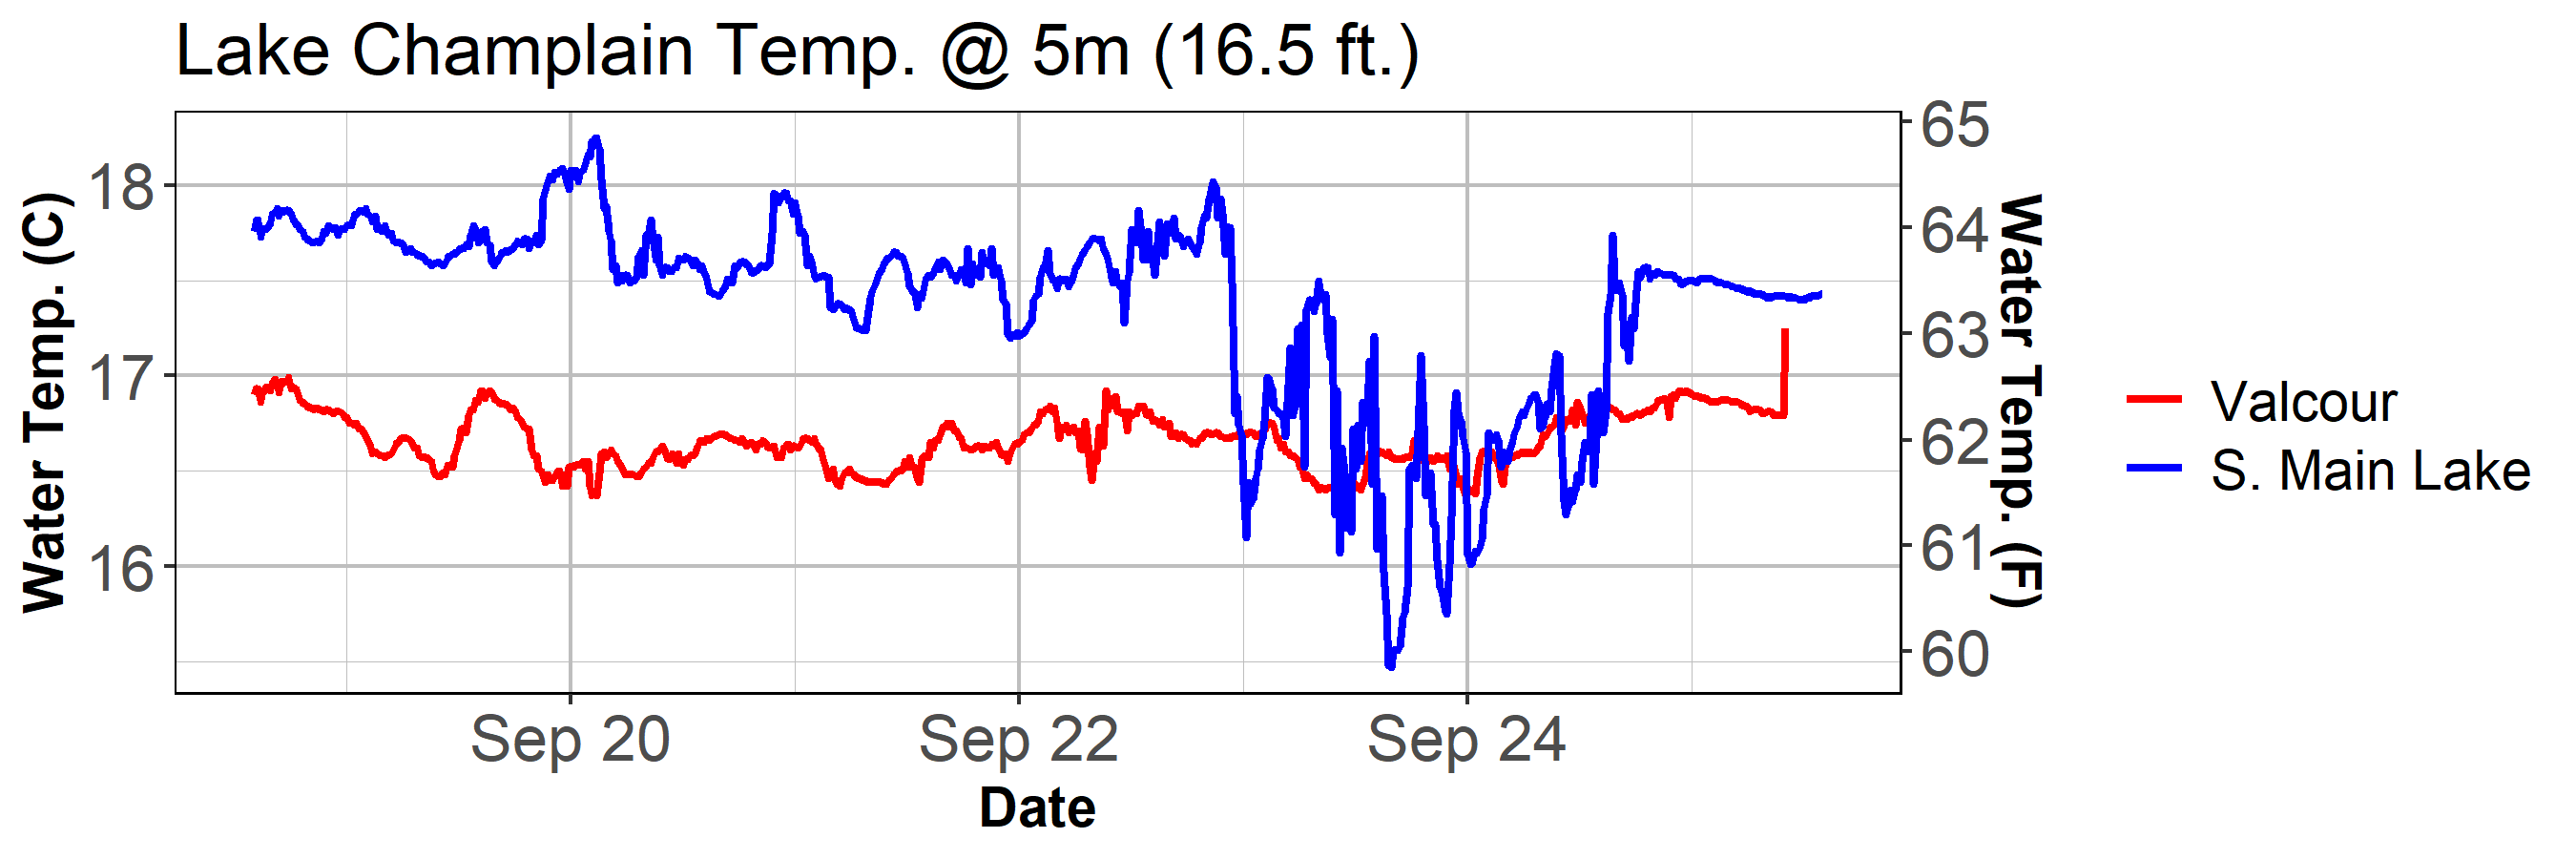 Lake Champlain Temp. @ 5m (16.5 ft.)
Water Temp. (C)
18
17
16
65
64
63
62
61
60
Water Temp. (F)
Sep 20 Sep 22 Sep 24
Date
Valcour
S. Main Lake